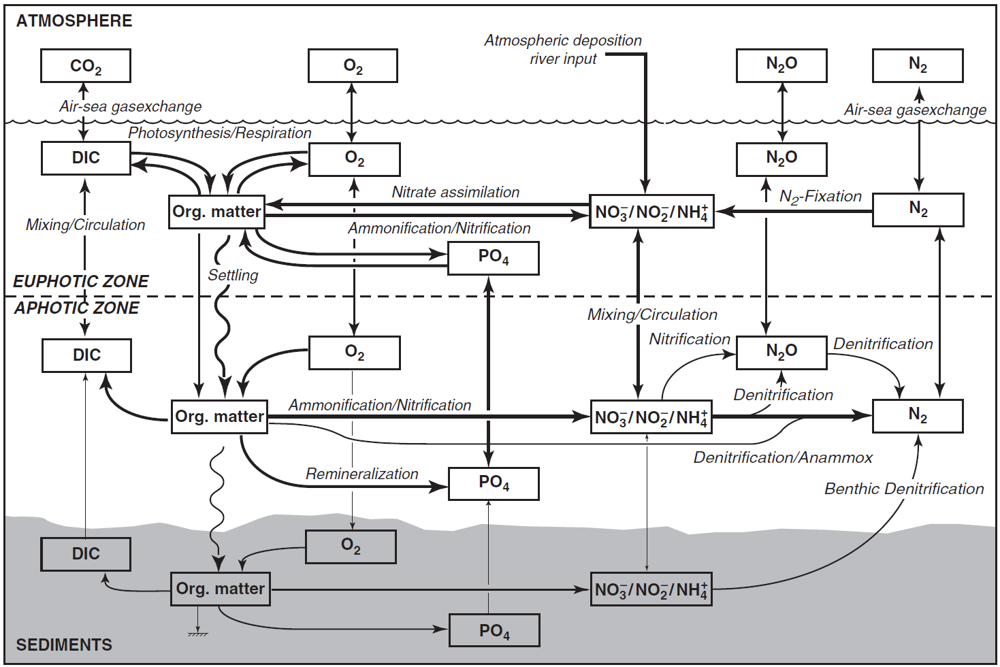 ATMOSPHERE
Atmospheric deposition
river input
CO2
O2
N2O
N2
Air-sea gasexchange
Air-sea gasexchange
Photosynthesis/Respiration
DIC
O2
N2O
Nitrate assimilation
N2-Fixation
Org. matter
NO3−/NO2−/NH4+
N2
Mixing/Circulation
Ammonification/Nitrification
PO4
Settling
EUPHOTIC ZONE
APHOTIC ZONE
Mixing/Circulation
Nitrification
Denitrification
DIC
O2
N2O
Denitrification
Ammonification/Nitrification
Org. matter
NO3−/NO2−/NH4+
N2
Denitrification/Anammox
Remineralization
PO4
Benthic Denitrification
DIC
O2
Org. matter
NO3−/NO2−/NH4+
PO4
SEDIMENTS